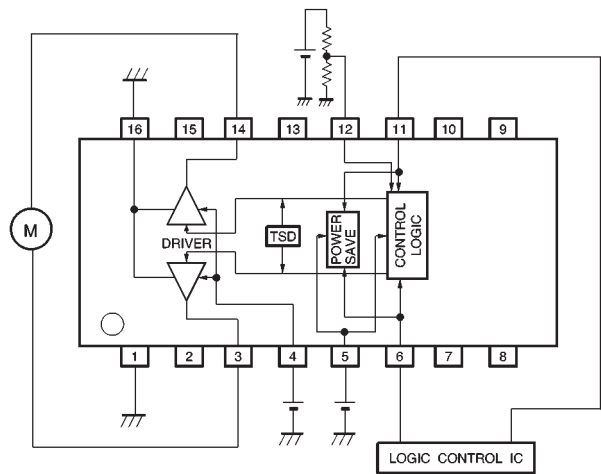 16 15 14 13 12 11 10 9
M
DRIVER
TSD
POWER
SAVE
CONTROL
LOGIC
1 2 3 4 5 6 7 8
LOGIC CONTROL IC